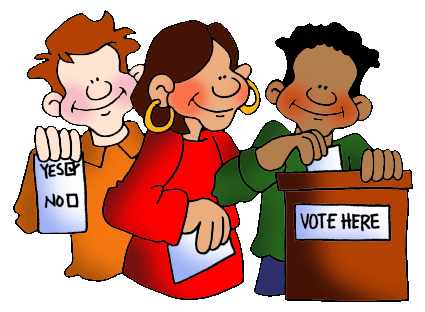 YES
NO
VOTE HERE